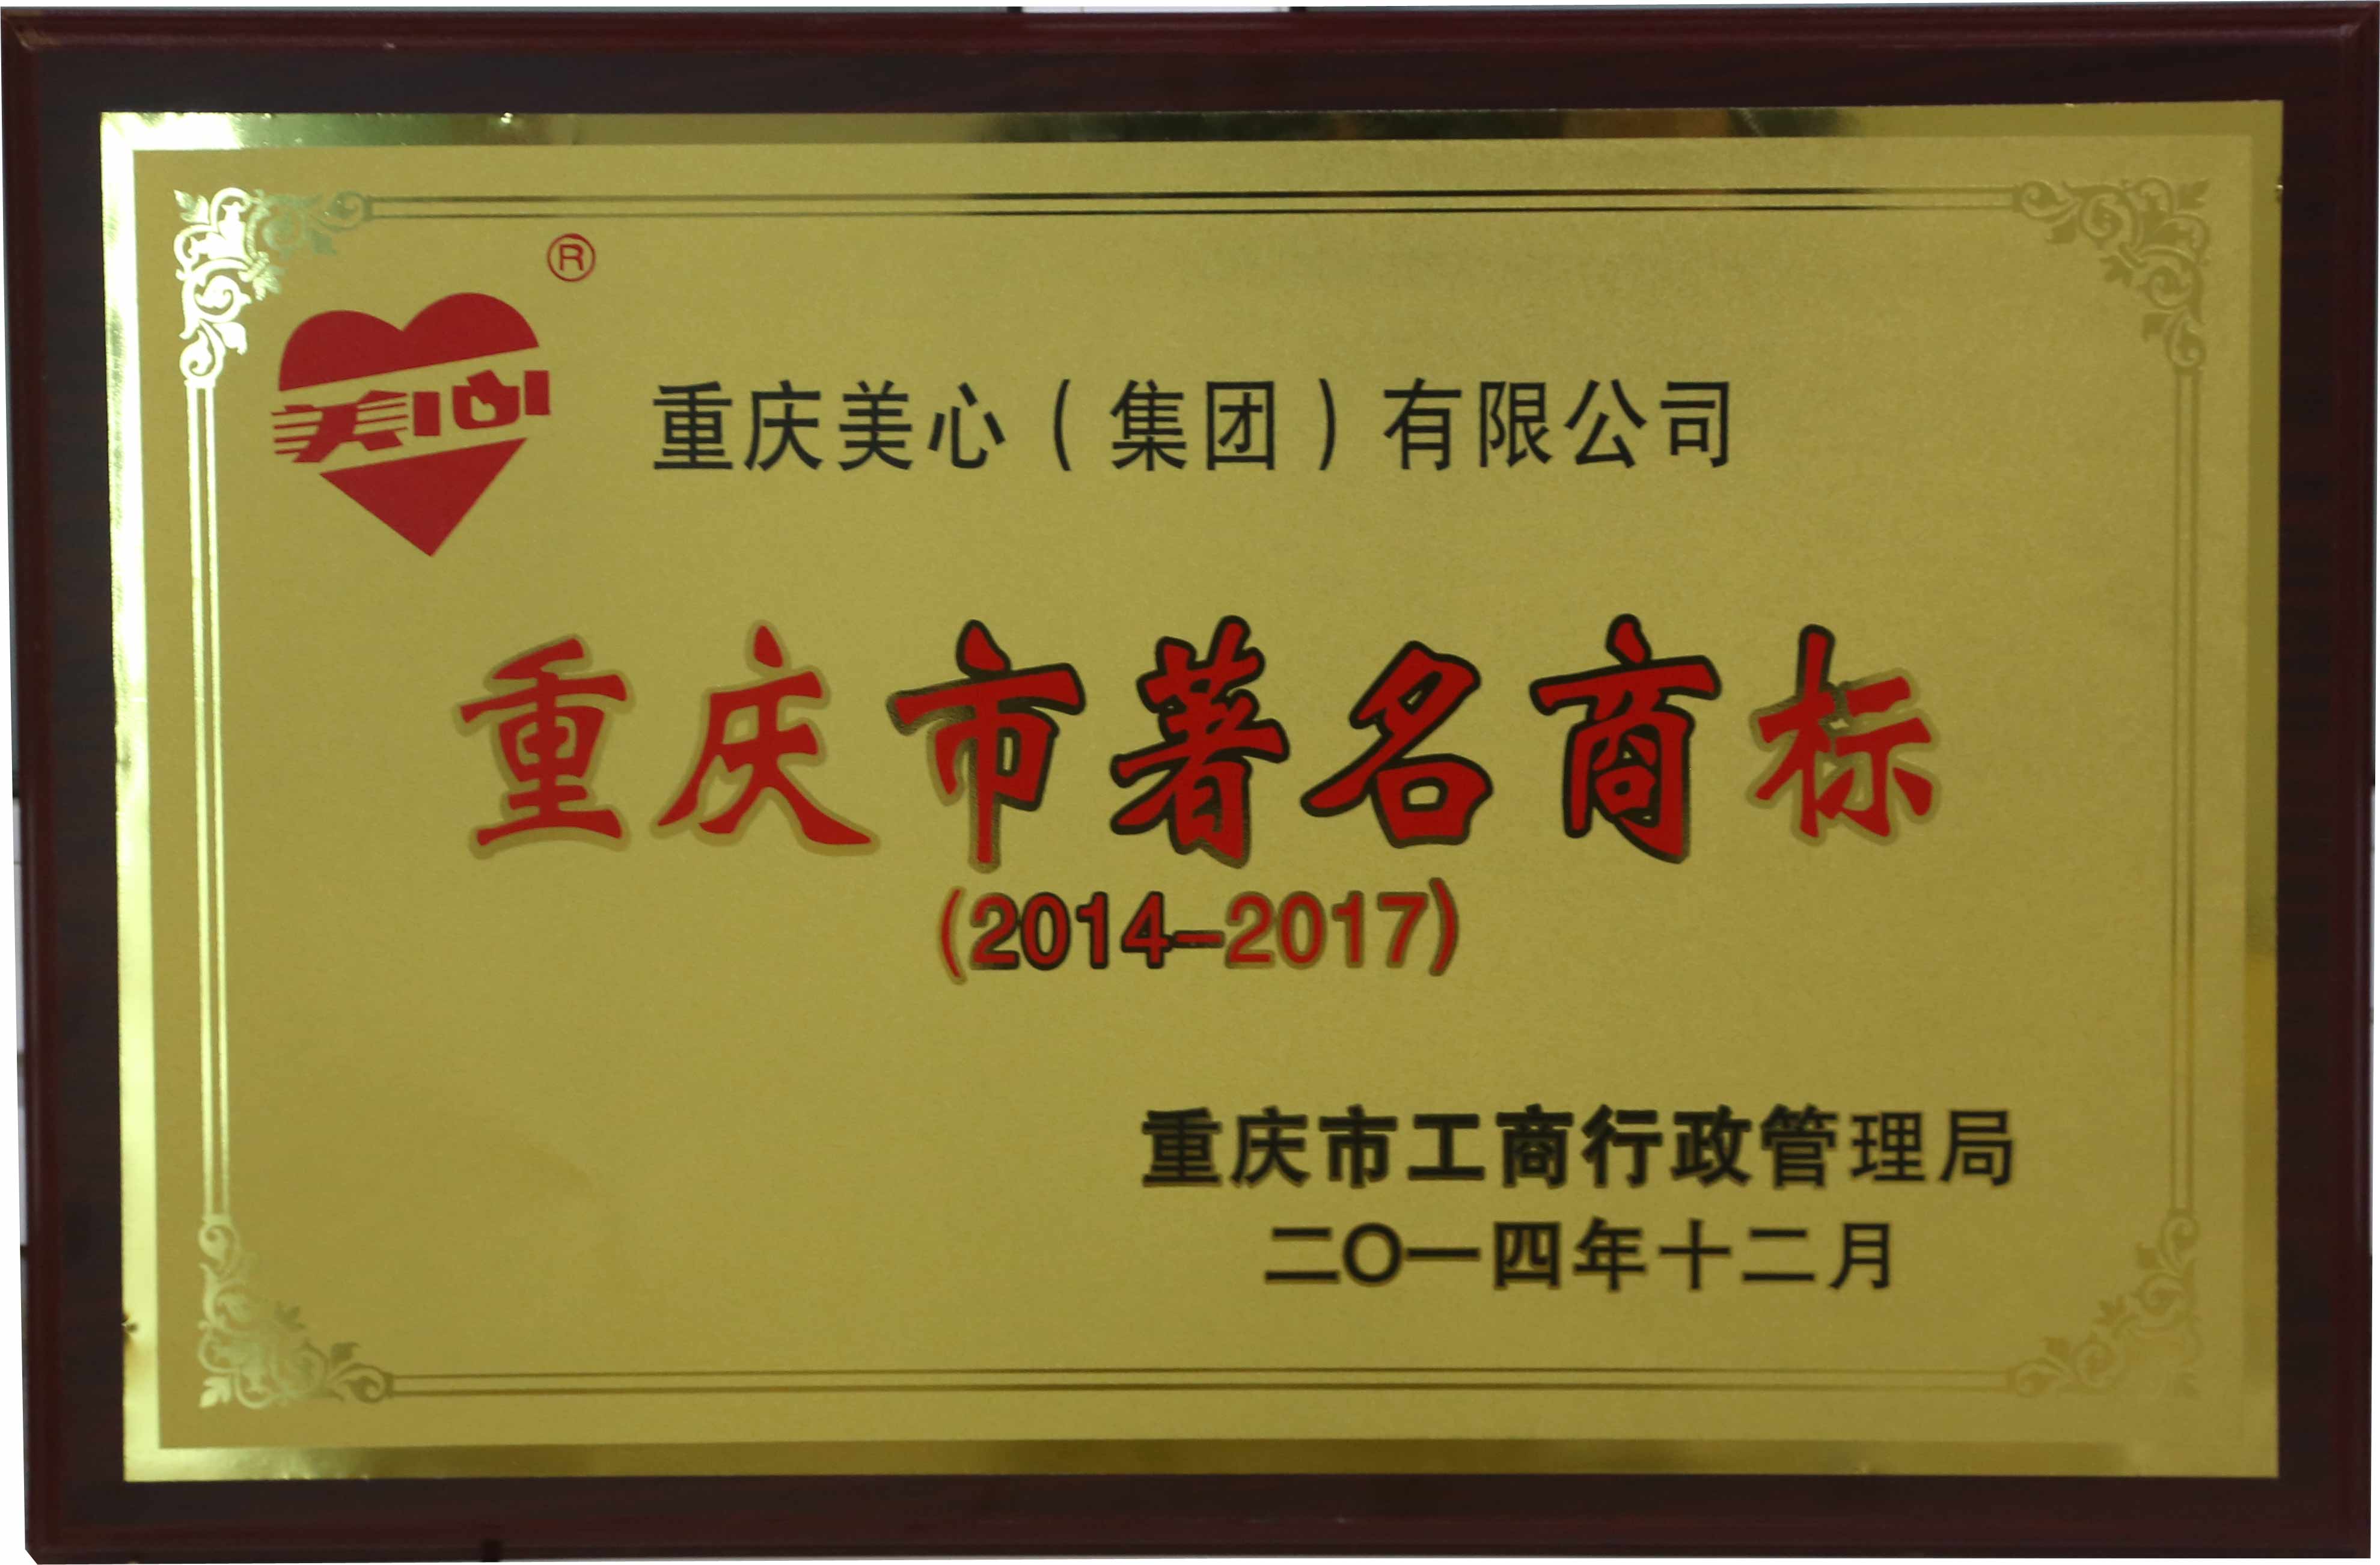 ®
美心
重庆美心（集团）有限公司
重庆市著名商标
(2014-2017)
重庆市工商行政管理局
二〇一四年十二月